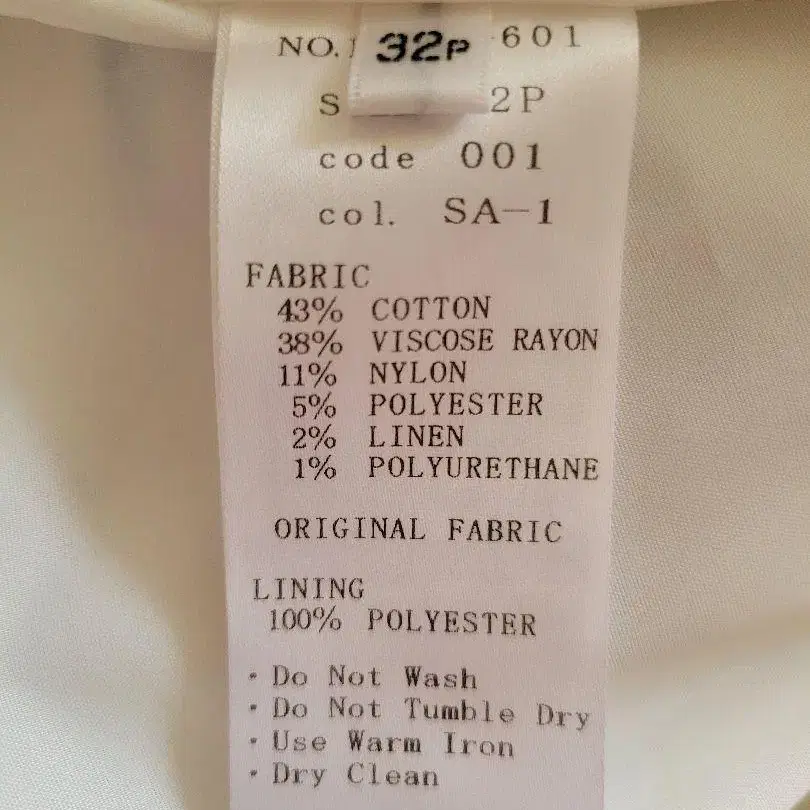 NO. 32P -601
S 2P
code 001
col. SA-1
FABRIC
43% COTTON
38% VISCOSE RAYON
11% NYLON
5% POLYESTER
2% LINEN
1% POLYURETHANE
ORIGINAL FABRIC
LINING
100% POLYESTER
・Do Not Wash
・Do Not Tumble Dry
・Use Warm Iron
・Dry Clean